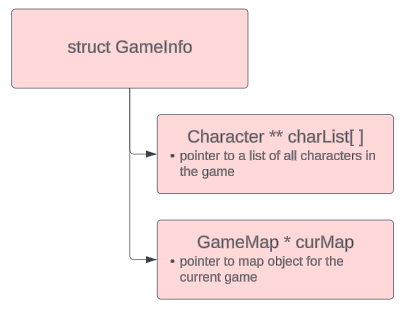 struct GameInfo
Character ** charList[ ]
• pointer to a list of all characters in
the game
GameMap * curMap
• pointer to map object for the
current game